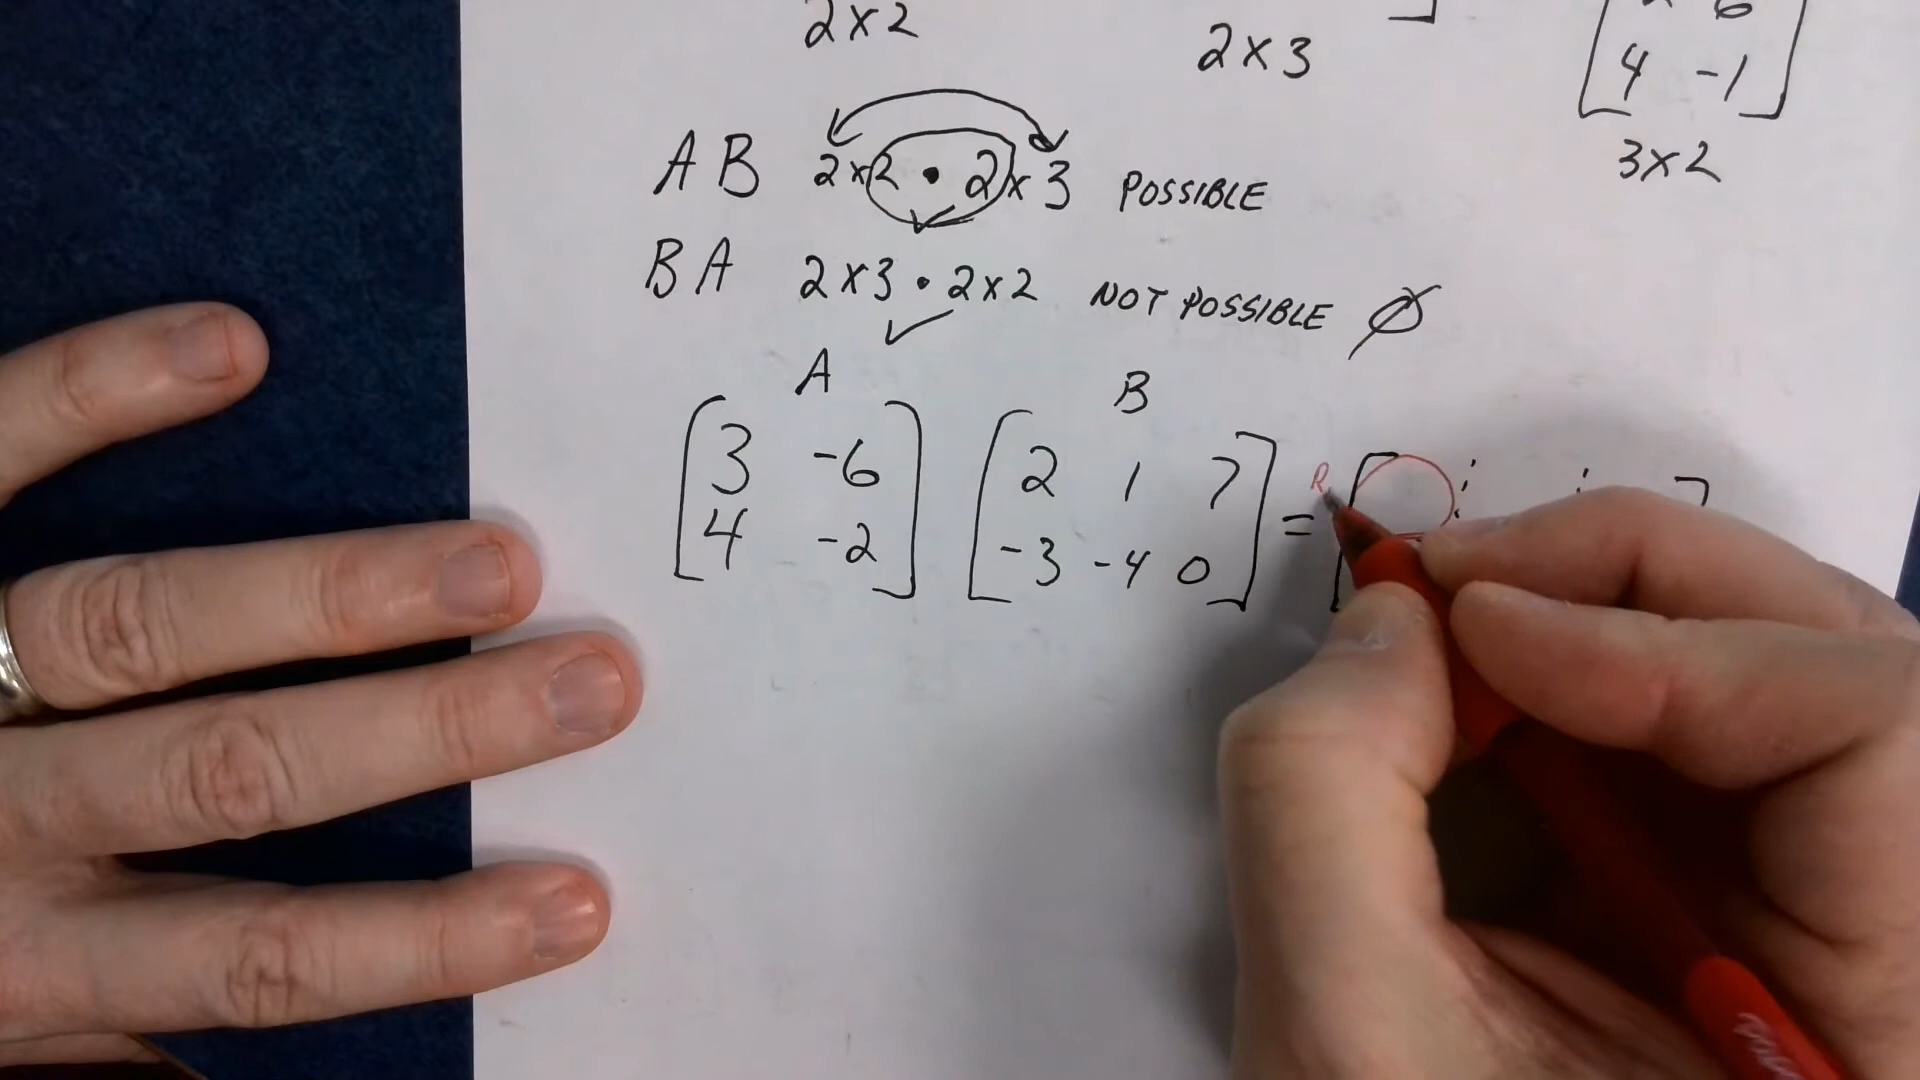 2x2
2x3
6
4 -1
3x2
AB 2x2 • 2x3 POSSIBLE
BA 2x3 • 2x2 NOT POSSIBLE Ø
A B
3 -6 2 1 7 = R
4 -2 -3 -4 0